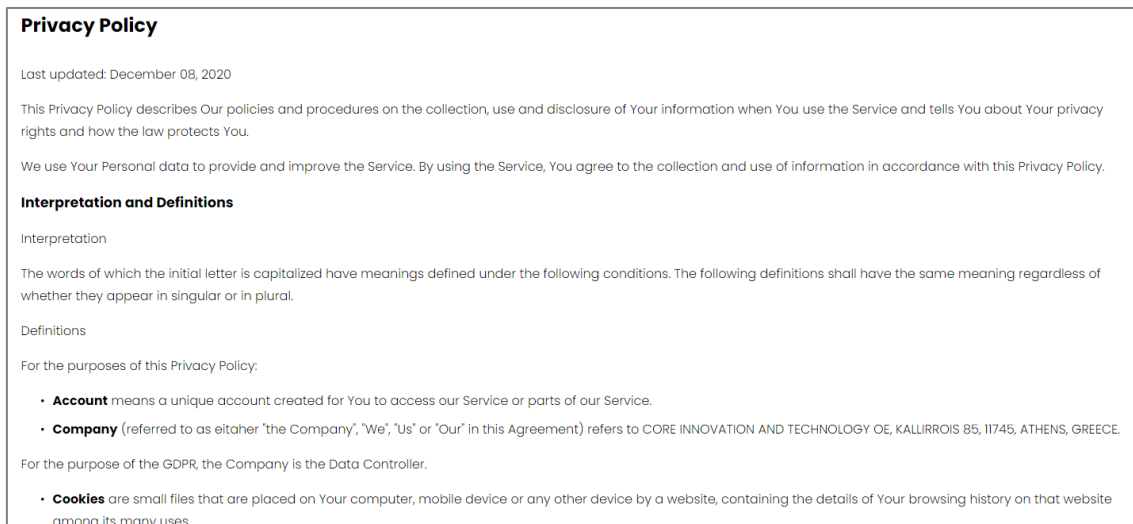 Privacy Policy
Last updated: December 08, 2020
This Privacy Policy describes Our policies and procedures on the collection, use and disclosure of Your information when You use the Service and tells You about Your privacy
rights and how the law protects You.
We use Your Personal data to provide and improve the Service. By using the Service, You agree to the collection and use of information in accordance with this Privacy Policy.
Interpretation and Definitions
Interpretation
The words of which the initial letter is capitalized have meanings defined under the following conditions. The following definitions shall have the same meaning regardless of
whether they appear in singular or in plural.
Definitions
For the purposes of this Privacy Policy:
• Account means a unique account created for You to access our Service or parts of our Service.
• Company (referred to as eitaher "the Company", "We", "Us" or "Our" in this Agreement) refers to CORE INNOVATION AND TECHNOLOGY OE, KALLIRROIS 85, 11745, ATHENS, GREECE.
For the purpose of the GDPR, the Company is the Data Controller.
• Cookies are small files that are placed on Your computer, mobile device or any other device by a website, containing the details of Your browsing history on that website
among its many uses.